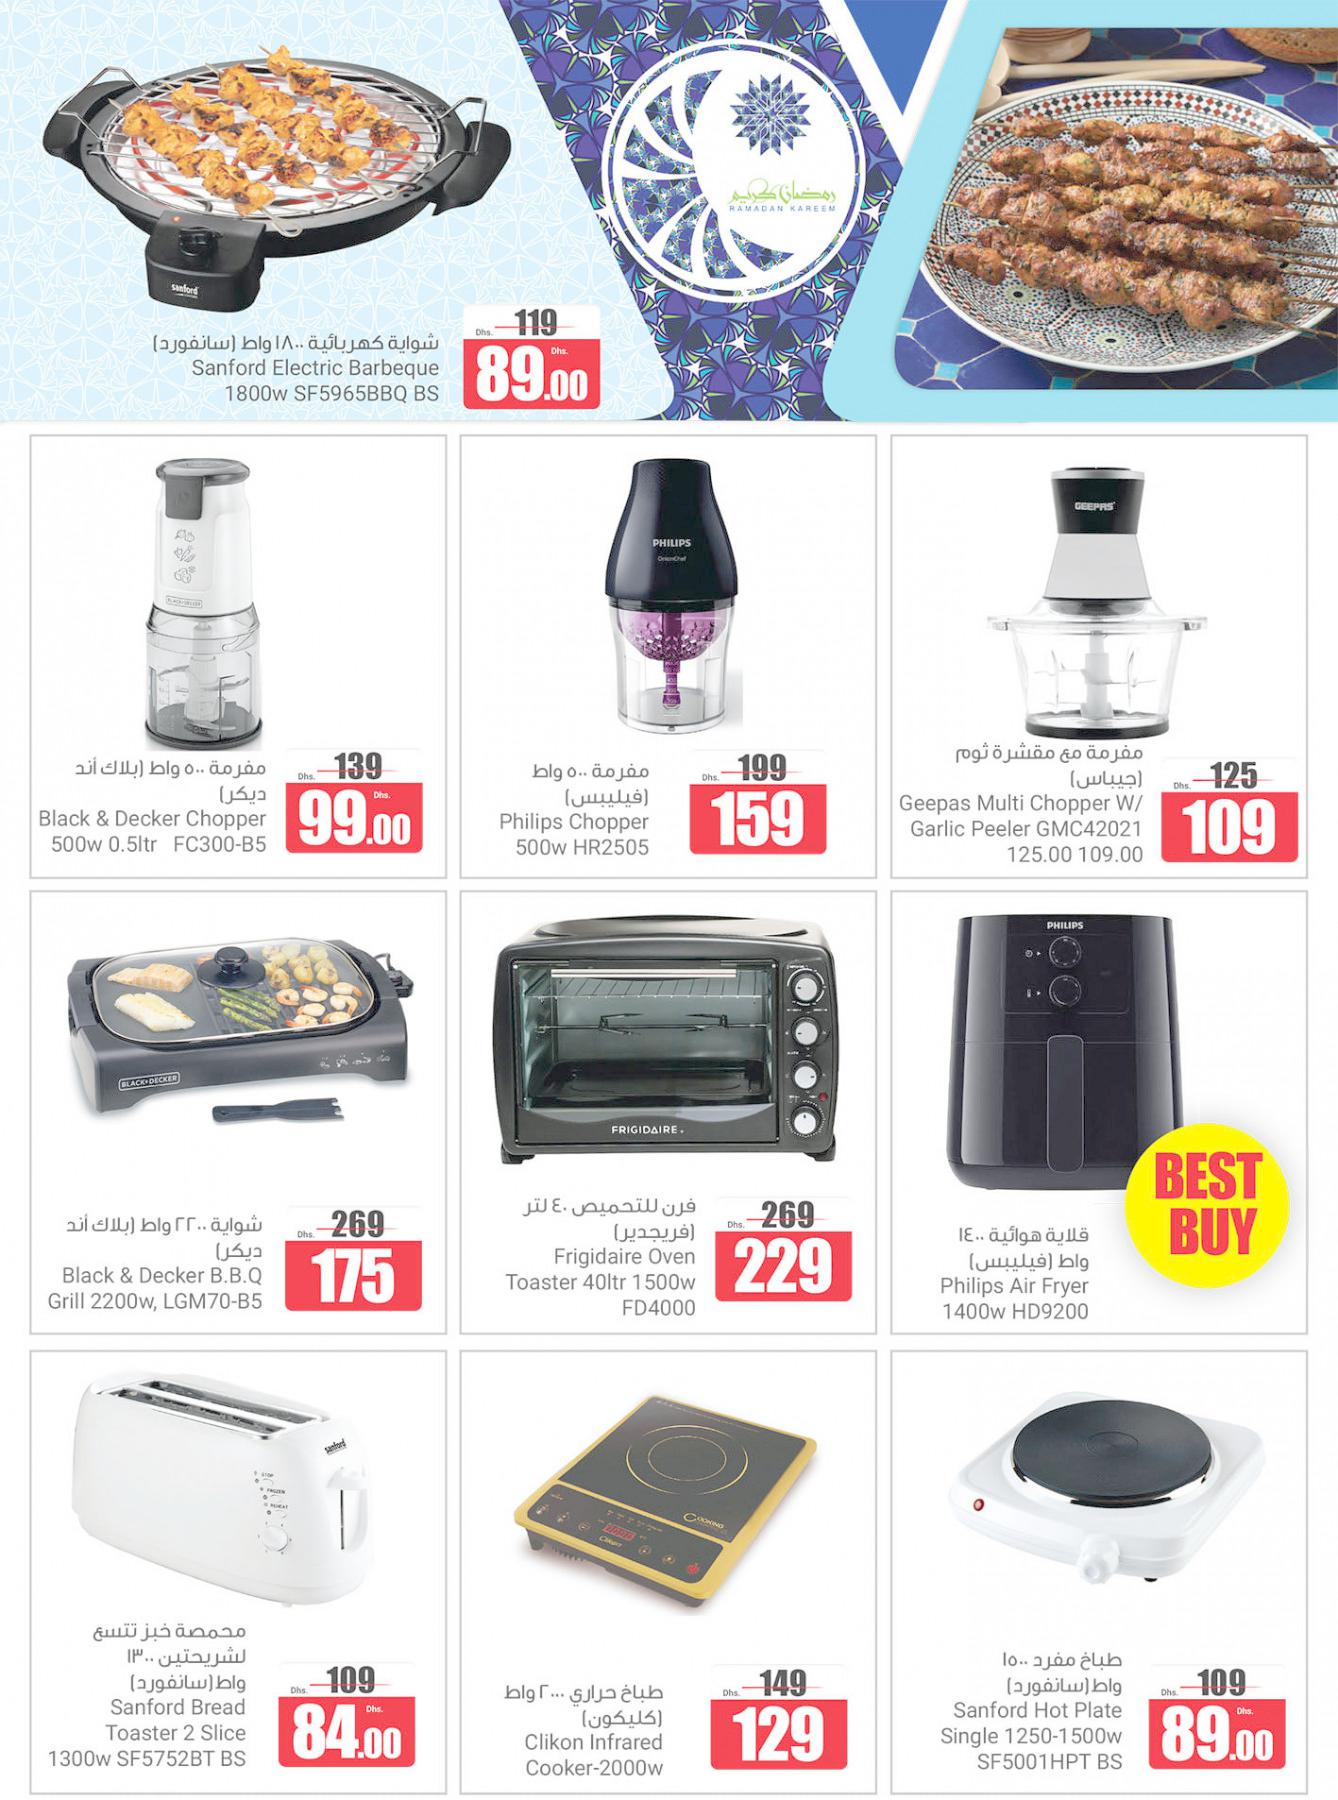 رمضان كريم
RAMADAN KAREEM
sanford
شواية كهربائية ١٨٠٠ واط (سانفورد)
Sanford Electric Barbeque
1800w SF5965BBQ BS
Dhs. 119
Dhs.
89.00
BLACK+DECKER
مفرمة ٥٠٠ واط (بلاك أند
ديكر)
Black & Decker Chopper
500w 0.5ltr FC300-B5
Dhs. 139
Dhs.
99.00
PHILIPS
OnionChef
مفرمة ٥٠٠ واط
(فيليبس)
Philips Chopper
500w HR2505
Dhs. 199
159
GEEPAS
مفرمة مع مقشرة ثوم
(جيباس)
Geepas Multi Chopper W/
Garlic Peeler GMC42021
125.00 109.00
Dhs. 125
109
BLACK+DECKER
شواية ٢٢٠٠ واط (بلاك أند
ديكر)
Black & Decker B.B.Q
Grill 2200w, LGM70-B5
Dhs. 269
175
FRIGIDAIRE
فرن للتحميص ٤٠ لتر
(فريجدير)
Frigidaire Oven
Toaster 40ltr 1500w
FD4000
Dhs. 269
229
PHILIPS
قلاية هوائية ١٤٠٠
واط (فيليبس)
Philips Air Fryer
1400w HD9200
BEST
BUY
sanford
STOP
FROZEN
REHEAT
محمصة خبز تتسع
لشريحتين ١٣٠٠
واط(سانفورد)
Sanford Bread
Toaster 2 Slice
1300w SF5752BT BS
Dhs. 109
Dhs.
84.00
COOKING
Clikon
طباخ حراري ٢٠٠٠ واط
(كليكون)
Clikon Infrared
Cooker-2000w
Dhs. 149
129
طباخ مفرد ١٥٠٠
واط(سانفورد)
Sanford Hot Plate
Single 1250-1500w
SF5001HPT BS
Dhs. 109
Dhs.
89.00